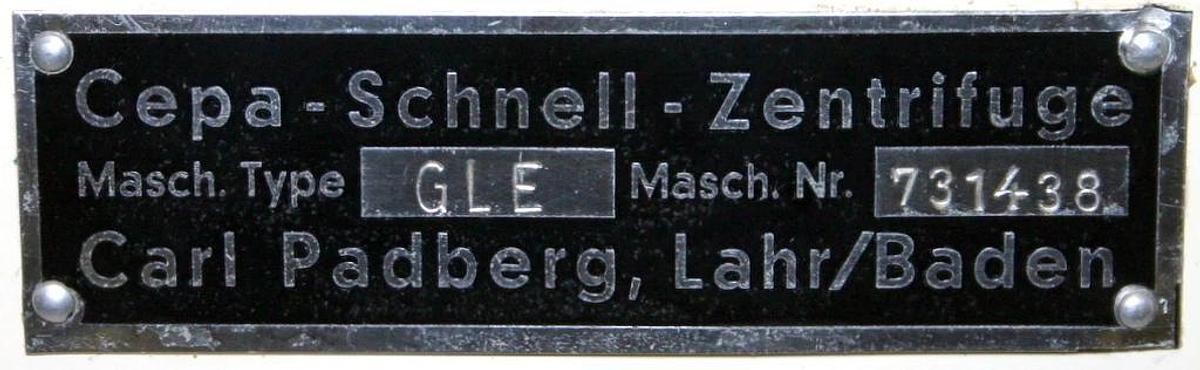 Cepa-Schnell-Zentrifuge
Masch. Type GLE Masch. Nr. 731438
Carl Padberg, Lahr/Baden